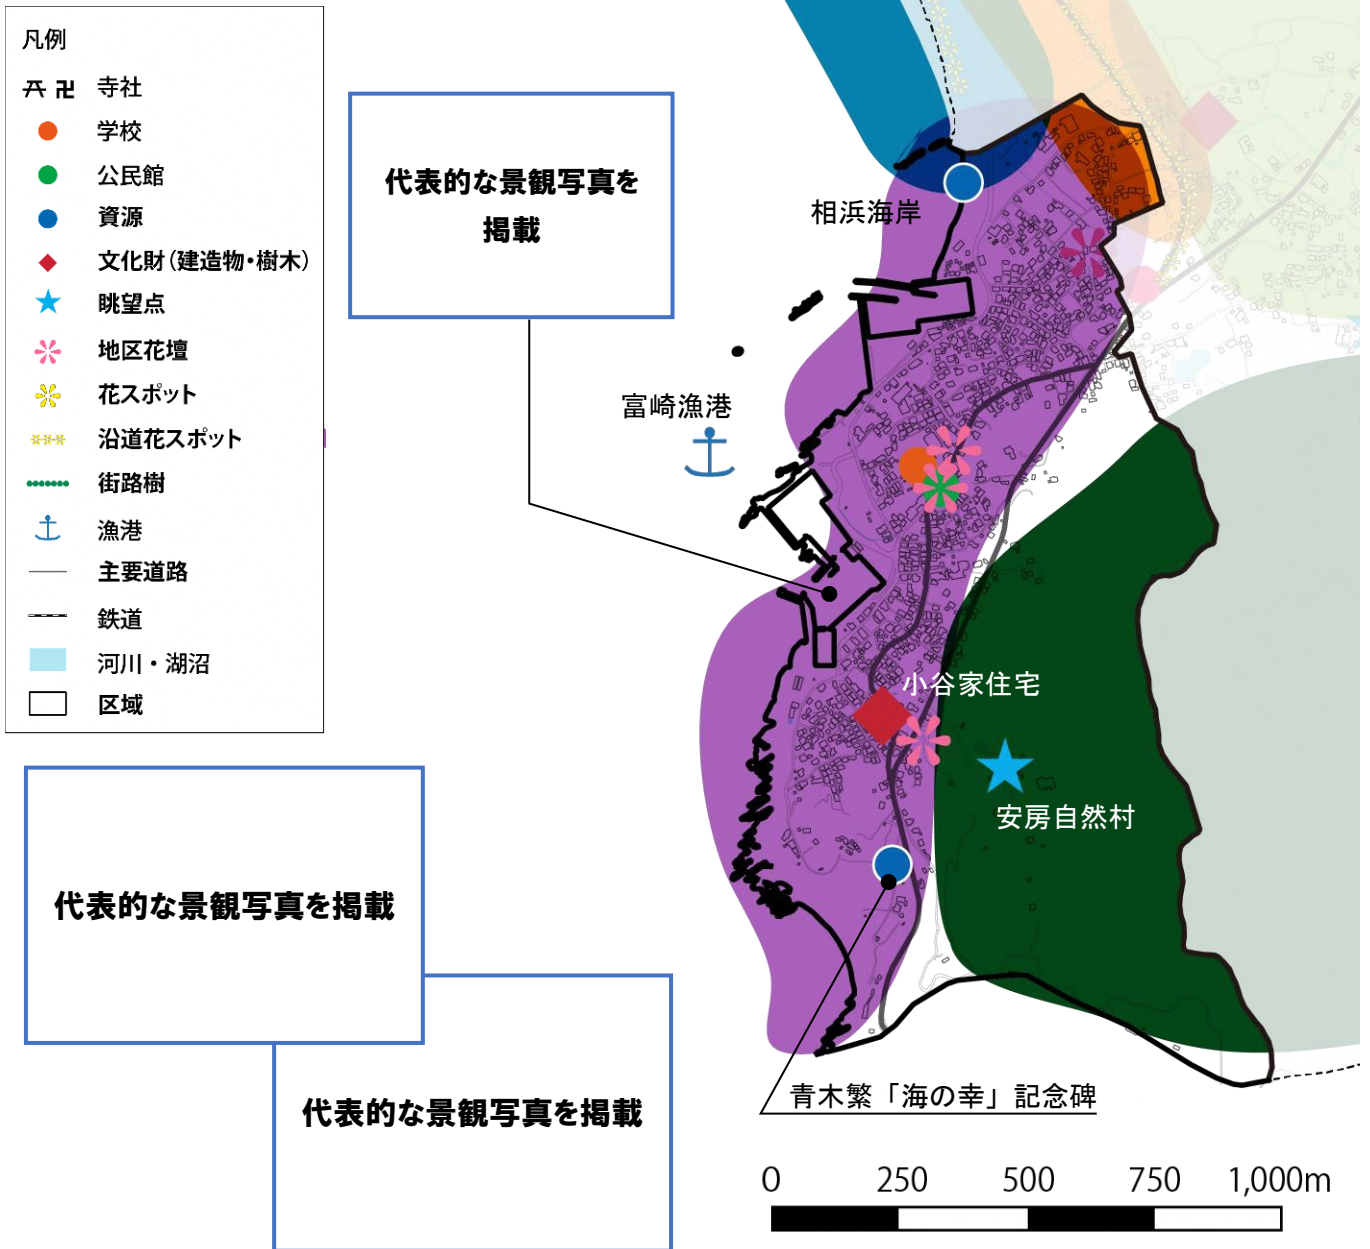 凡例
寺社
学校
公民館
資源
文化財(建造物・樹木)
眺望点
地区花壇
花スポット
沿道花スポット
街路樹
漁港
主要道路
鉄道
河川・湖沼
区域
代表的な景観写真を
掲載
相浜海岸
富崎漁港
小谷家住宅
安房自然村
代表的な景観写真を掲載
代表的な景観写真を掲載
青木繁「海の幸」記念碑
0 250 500 750 1,000m